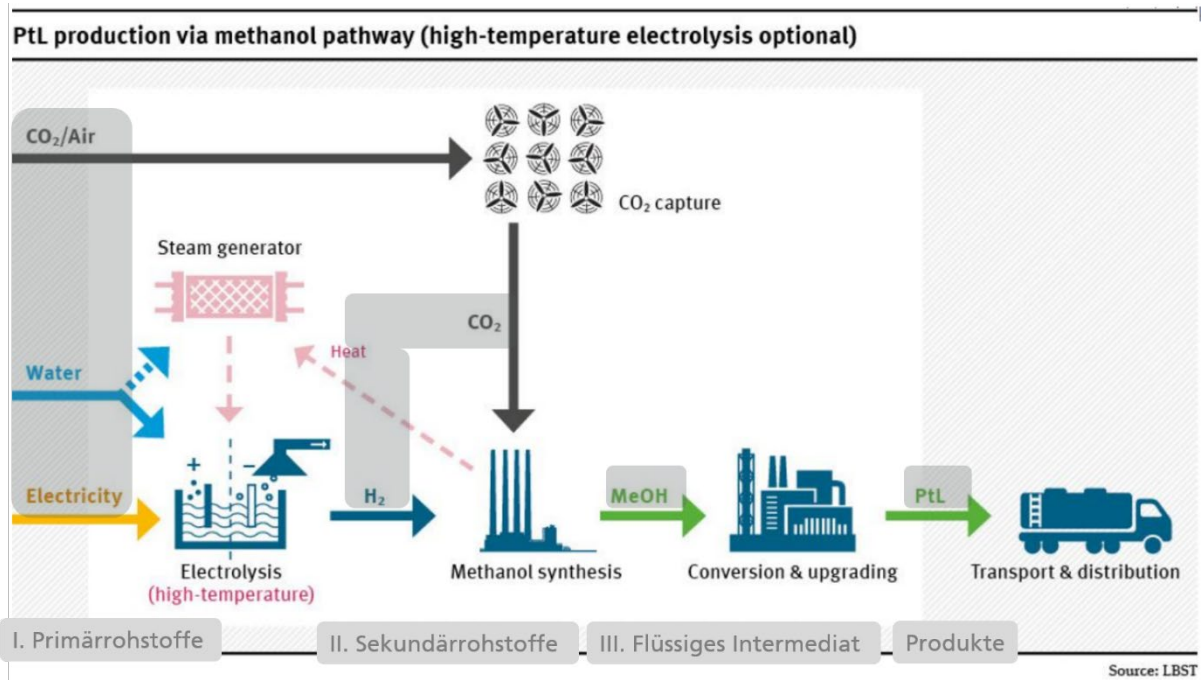 PtL production via methanol pathway (high-temperature electrolysis optional)
CO₂/Air
CO₂ capture
Steam generator
CO₂
Heat
Water
+ −
Electricity
H₂
MeOH
PtL
Electrolysis
(high-temperature)
Methanol synthesis
Conversion & upgrading
Transport & distribution
I. Primärrohstoffe
II. Sekundärrohstoffe
III. Flüssiges Intermediat
Produkte
Source: LBST